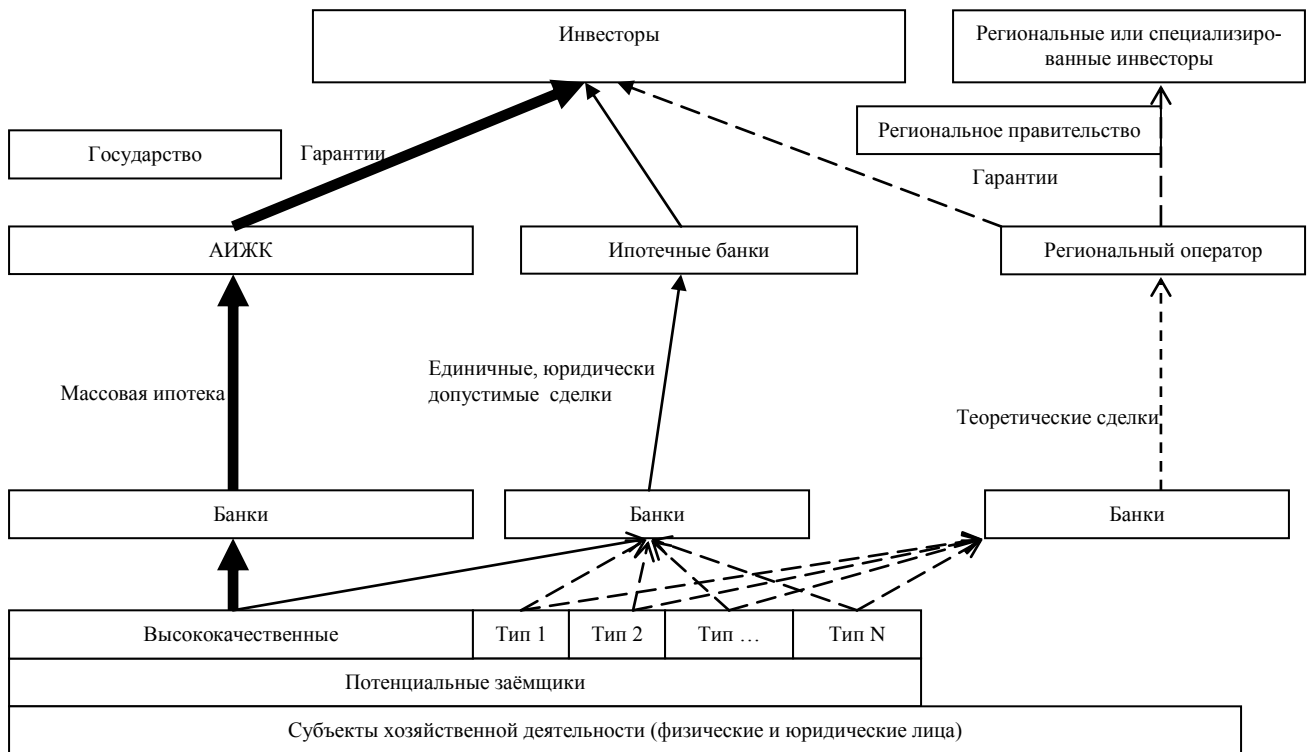 Инвесторы
Региональные или специализиро-
ванные инвесторы
Государство
Гарантии
Региональное правительство
Гарантии
АИЖК
Ипотечные банки
Региональный оператор
Массовая ипотека
Единичные, юридически
допустимые сделки
Теоретические сделки
Банки
Банки
Банки
Высококачественные
Тип 1
Тип 2
Тип …
Тип N
Потенциальные заёмщики
Субъекты хозяйственной деятельности (физические и юридические лица)